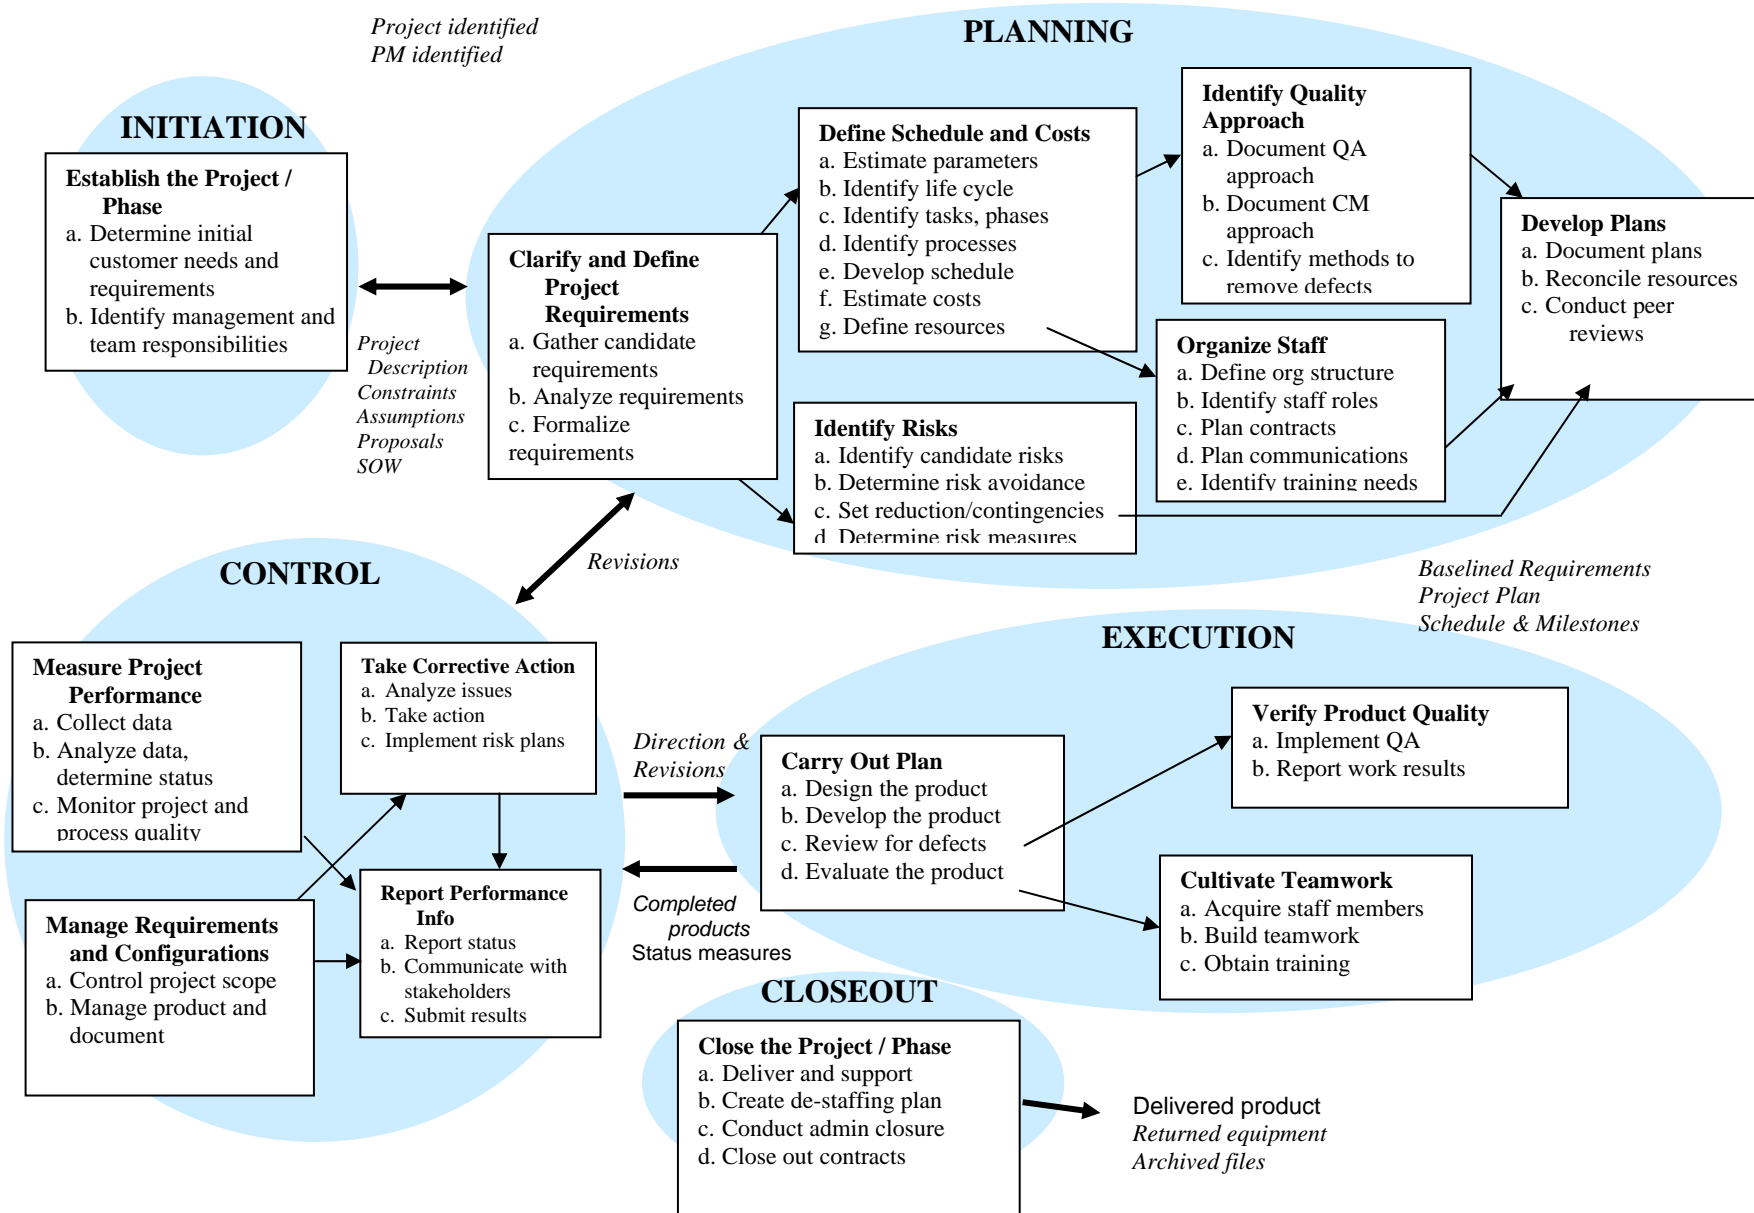 Project identified
PM identified
PLANNING
INITIATION
Establish the Project /
Phase
a. Determine initial
customer needs and
requirements
b. Identify management and
team responsibilities
Project
Description
Constraints
Assumptions
Proposals
SOW
Clarify and Define
Project
Requirements
a. Gather candidate
requirements
b. Analyze requirements
c. Formalize
requirements
Define Schedule and Costs
a. Estimate parameters
b. Identify life cycle
c. Identify tasks, phases
d. Identify processes
e. Develop schedule
f. Estimate costs
g. Define resources
Identify Quality
Approach
a. Document QA
approach
b. Document CM
approach
c. Identify methods to
remove defects
Develop Plans
a. Document plans
b. Reconcile resources
c. Conduct peer
reviews
Organize Staff
a. Define org structure
b. Identify staff roles
c. Plan contracts
d. Plan communications
e. Identify training needs
Identify Risks
a. Identify candidate risks
b. Determine risk avoidance
c. Set reduction/contingencies
d. Determine risk measures
Revisions
Baselined Requirements
Project Plan
Schedule & Milestones
CONTROL
Measure Project
Performance
a. Collect data
b. Analyze data,
determine status
c. Monitor project and
process quality
Take Corrective Action
a. Analyze issues
b. Take action
c. Implement risk plans
Manage Requirements
and Configurations
a. Control project scope
b. Manage product and
document
Report Performance
Info
a. Report status
b. Communicate with
stakeholders
c. Submit results
Direction &
Revisions
Completed
products
Status measures
EXECUTION
Carry Out Plan
a. Design the product
b. Develop the product
c. Review for defects
d. Evaluate the product
Verify Product Quality
a. Implement QA
b. Report work results
Cultivate Teamwork
a. Acquire staff members
b. Build teamwork
c. Obtain training
CLOSEOUT
Close the Project / Phase
a. Deliver and support
b. Create de-staffing plan
c. Conduct admin closure
d. Close out contracts
Delivered product
Returned equipment
Archived files